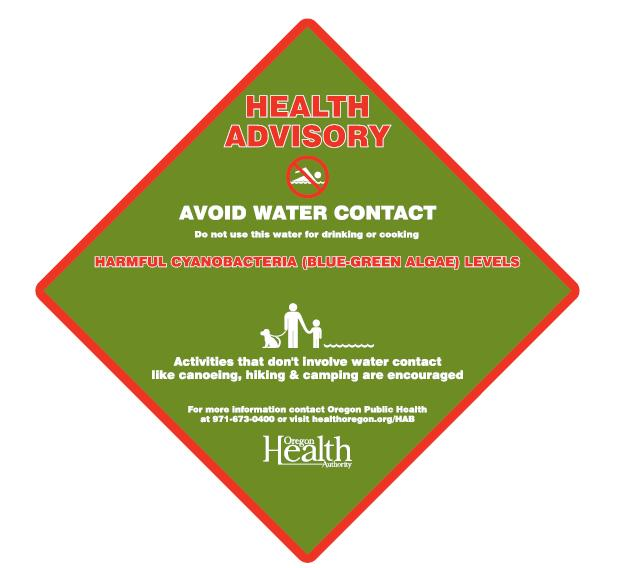 HEALTH
ADVISORY
AVOID WATER CONTACT
Do not use this water for drinking or cooking
HARMFUL CYANOBACTERIA (BLUE-GREEN ALGAE) LEVELS
Activities that don't involve water contact
like canoeing, hiking & camping are encouraged
For more information contact Oregon Public Health
at 971-673-0400 or visit healthoregon.org/HAB
Oregon
Health
Authority